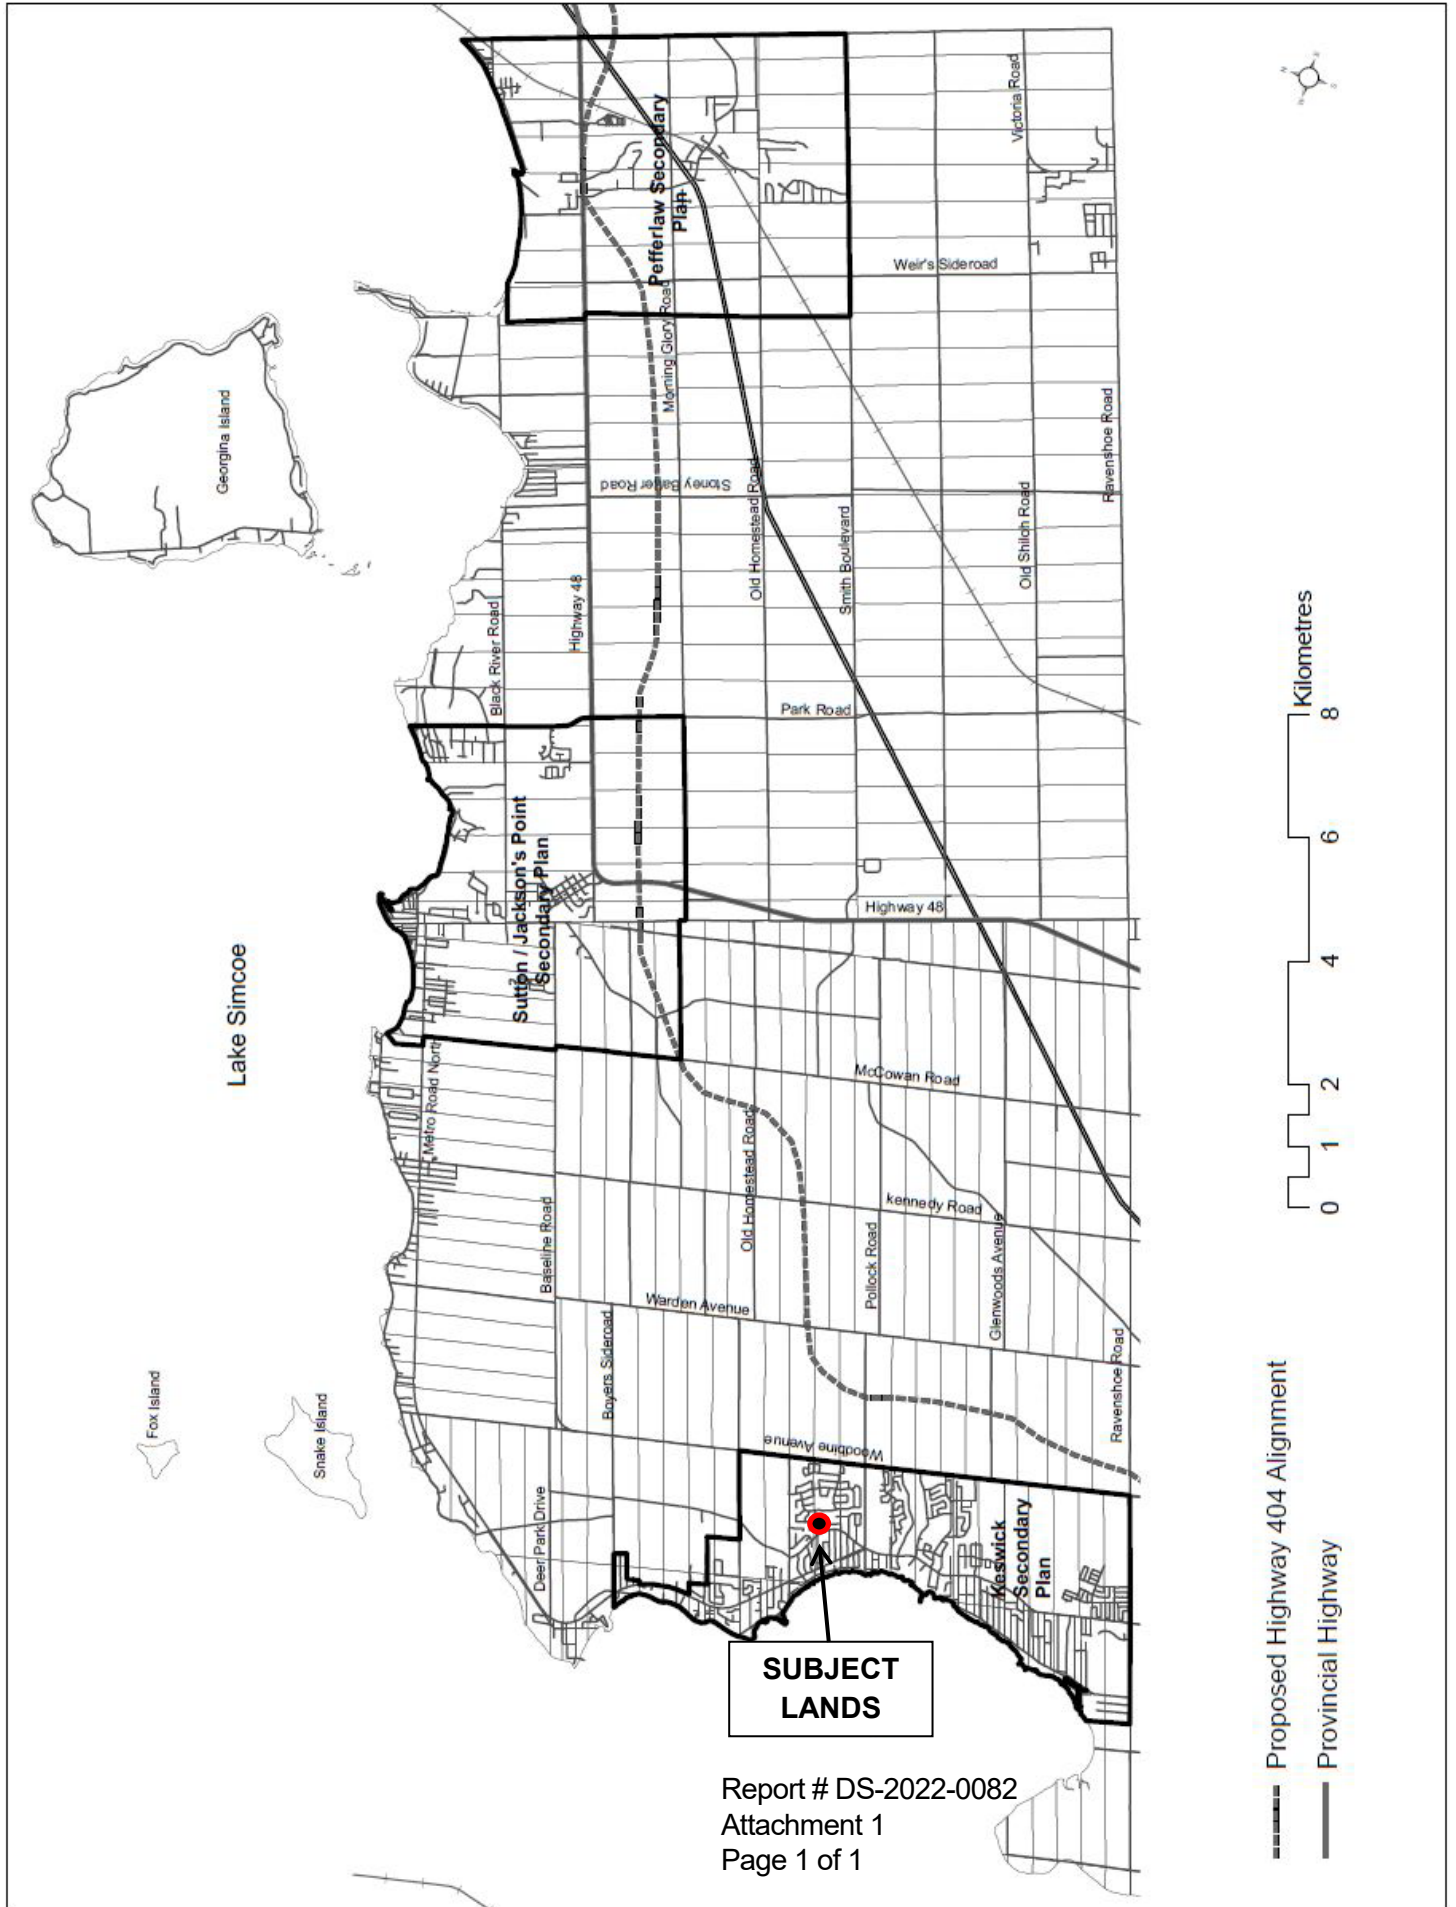 Lake Simcoe
Georgina Island
Fox Island
Snake Island
Pefferlaw Secondary
Plan
Sutton / Jackson's Point
Secondary Plan
Keswick
Secondary
Plan
Victoria Road
Weir's Sideroad
Morning Glory Road
Ravenshoe Road
Stoney Batter Road
Old Homestead Road
Smith Boulevard
Old Shiloh Road
Highway 48
Black River Road
Park Road
Highway 48
McCowan Road
Metro Road North
Old Homestead Road
kennedy Road
Baseline Road
Pollock Road
Glenwoods Avenue
Warden Avenue
Boyers Sideroad
Ravenshoe Road
Woodbine Avenue
Deer Park Drive
SUBJECT
LANDS
Report # DS-2022-0082
Attachment 1
Page 1 of 1
Proposed Highway 404 Alignment
Provincial Highway
0 1 2 4 6 8
Kilometres